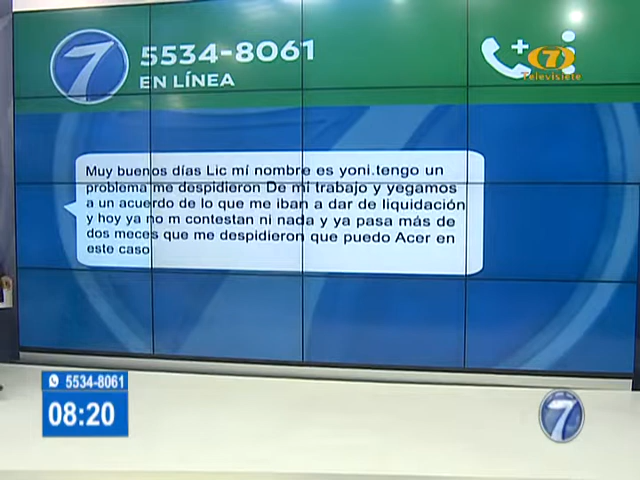 7
5534-8061
EN LÍNEA
7
Televisiete
Muy buenos días Lic mí nombre es yoni.tengo un
problema me despidieron De mi trabajo y yegamos
a un acuerdo de lo que me iban a dar de liquidación
y hoy ya no m contestan ni nada y ya pasa más de
dos meces que me despidieron que puedo Acer en
este caso
5534-8061
08:20
7